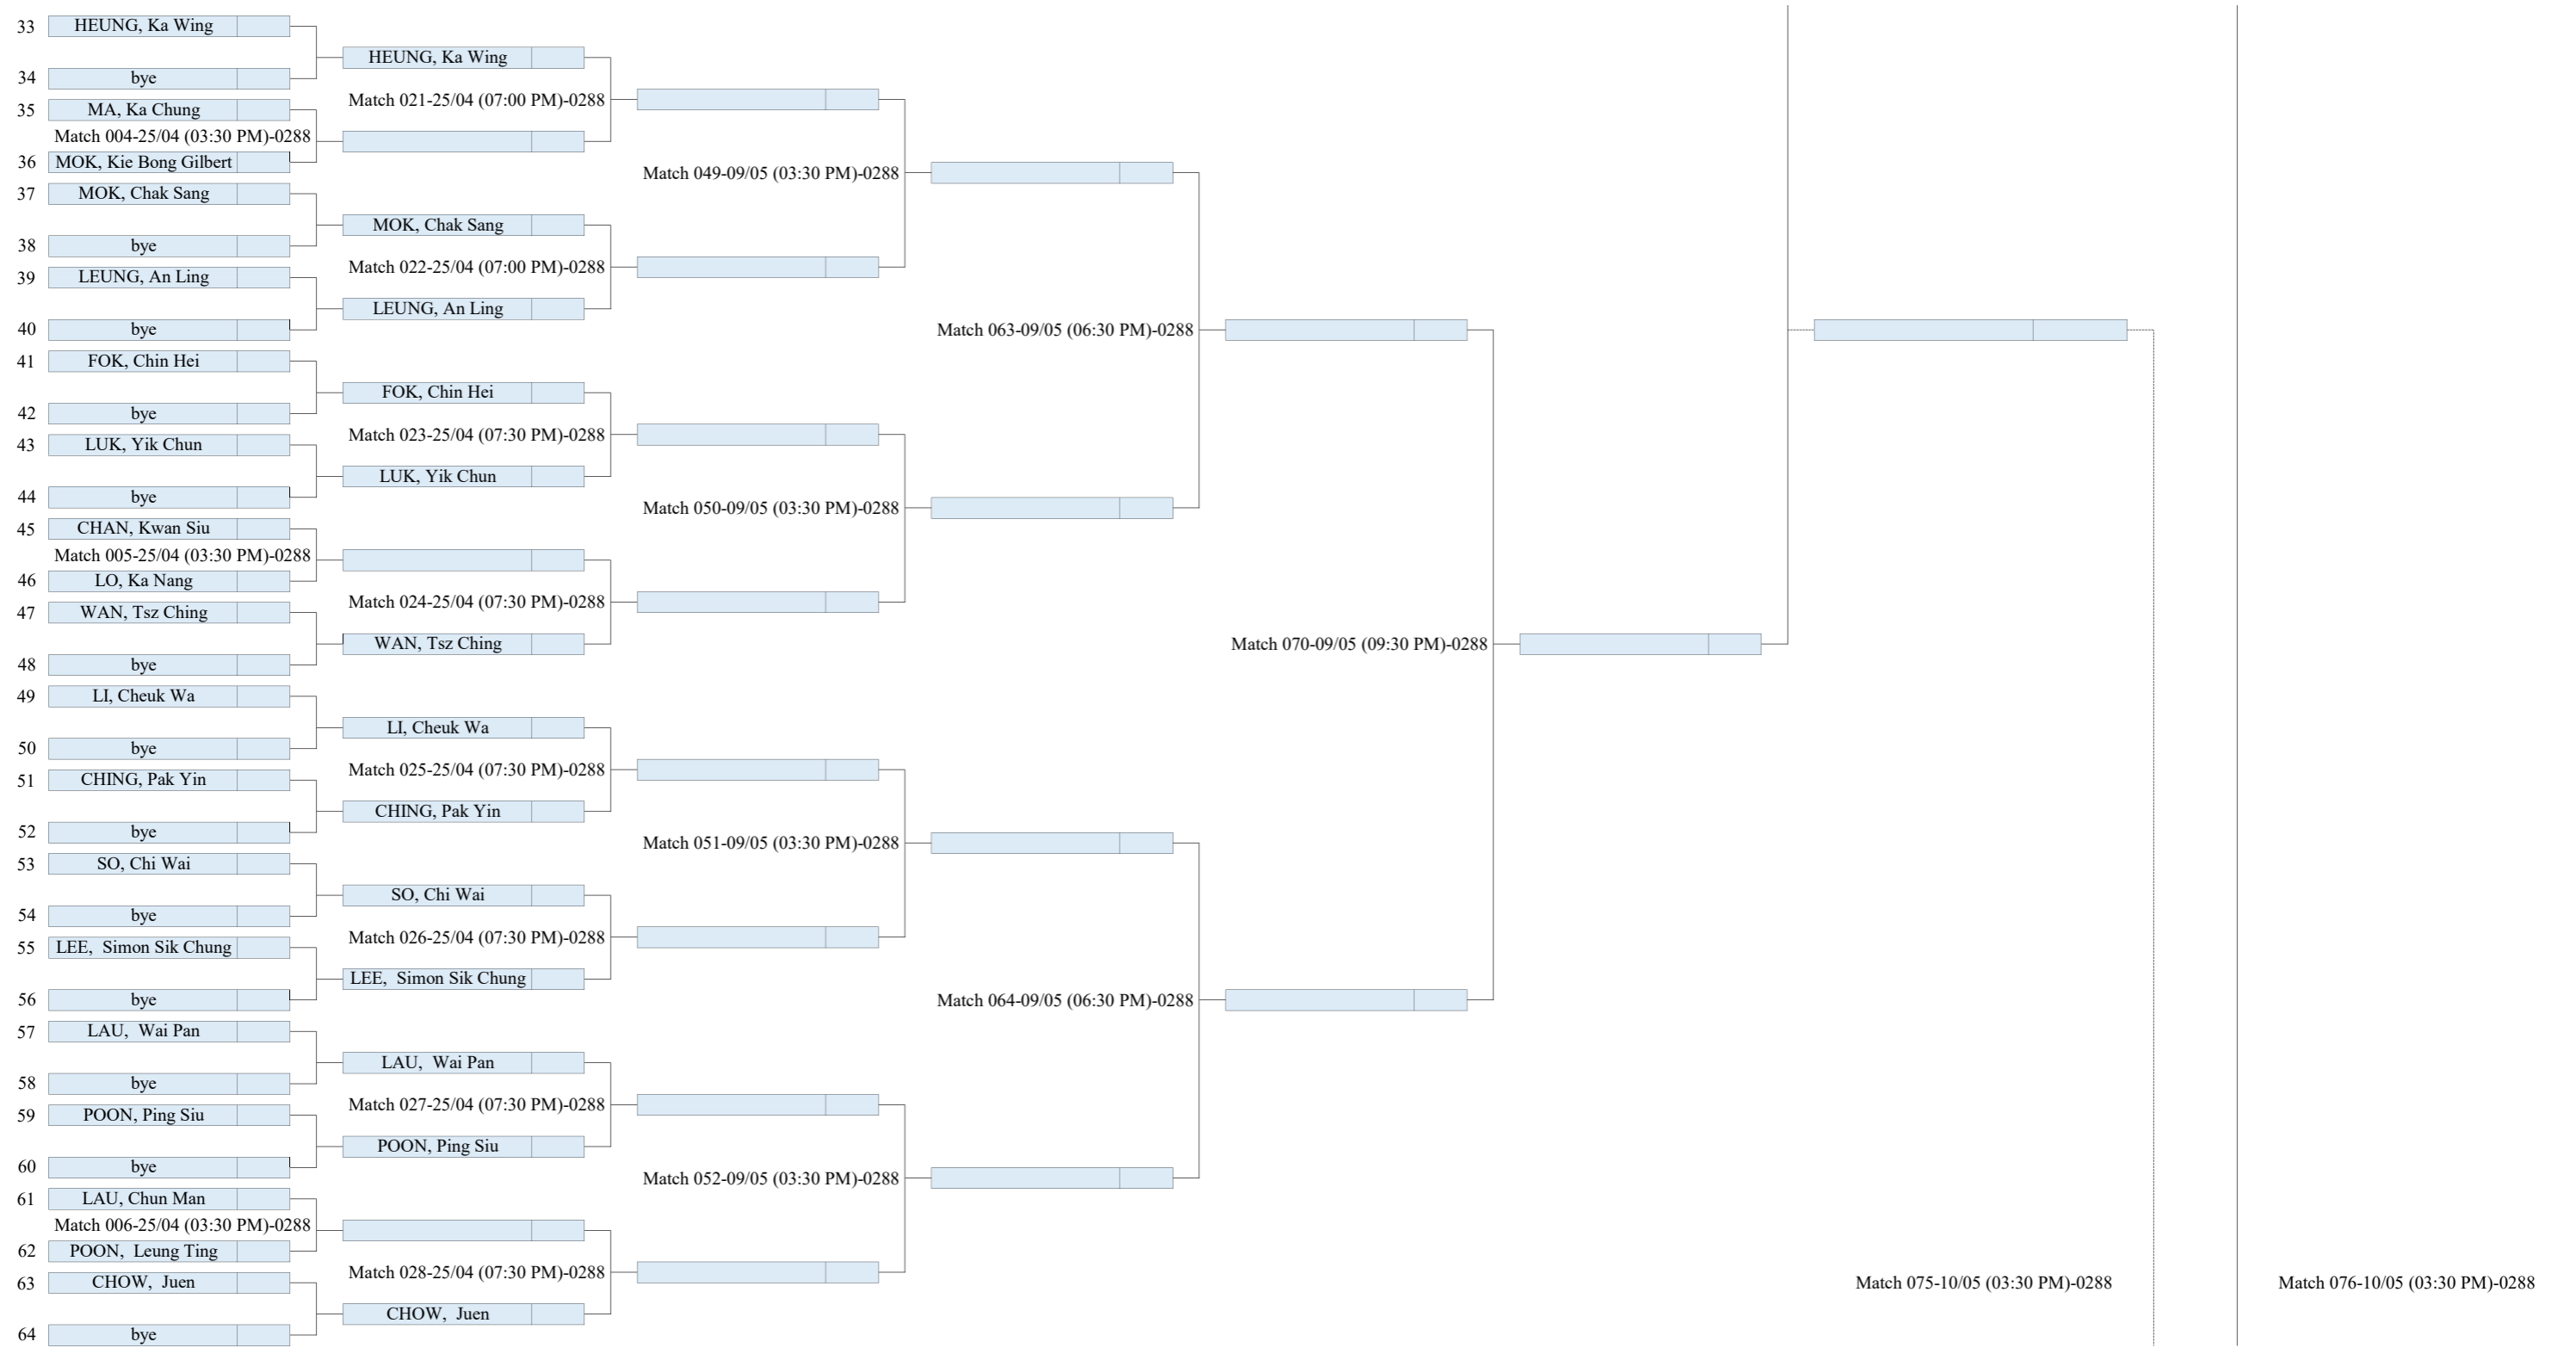 33 HEUNG, Ka Wing
HEUNG, Ka Wing
34 bye
Match 021-25/04 (07:00 PM)-0288
35 MA, Ka Chung
Match 004-25/04 (03:30 PM)-0288
36 MOK, Kie Bong Gilbert
Match 049-09/05 (03:30 PM)-0288
37 MOK, Chak Sang
MOK, Chak Sang
38 bye
Match 022-25/04 (07:00 PM)-0288
39 LEUNG, An Ling
LEUNG, An Ling
40 bye
Match 063-09/05 (06:30 PM)-0288
41 FOK, Chin Hei
FOK, Chin Hei
42 bye
Match 023-25/04 (07:30 PM)-0288
43 LUK, Yik Chun
LUK, Yik Chun
44 bye
Match 050-09/05 (03:30 PM)-0288
45 CHAN, Kwan Siu
Match 005-25/04 (03:30 PM)-0288
46 LO, Ka Nang
Match 024-25/04 (07:30 PM)-0288
47 WAN, Tsz Ching
WAN, Tsz Ching
Match 070-09/05 (09:30 PM)-0288
48 bye
49 LI, Cheuk Wa
LI, Cheuk Wa
50 bye
Match 025-25/04 (07:30 PM)-0288
51 CHING, Pak Yin
CHING, Pak Yin
52 bye
Match 051-09/05 (03:30 PM)-0288
53 SO, Chi Wai
SO, Chi Wai
54 bye
Match 026-25/04 (07:30 PM)-0288
55 LEE, Simon Sik Chung
LEE, Simon Sik Chung
56 bye
Match 064-09/05 (06:30 PM)-0288
57 LAU, Wai Pan
LAU, Wai Pan
58 bye
Match 027-25/04 (07:30 PM)-0288
59 POON, Ping Siu
POON, Ping Siu
60 bye
Match 052-09/05 (03:30 PM)-0288
61 LAU, Chun Man
Match 006-25/04 (03:30 PM)-0288
62 POON, Leung Ting
Match 028-25/04 (07:30 PM)-0288
63 CHOW, Juen
Match 075-10/05 (03:30 PM)-0288
Match 076-10/05 (03:30 PM)-0288
CHOW, Juen
64 bye